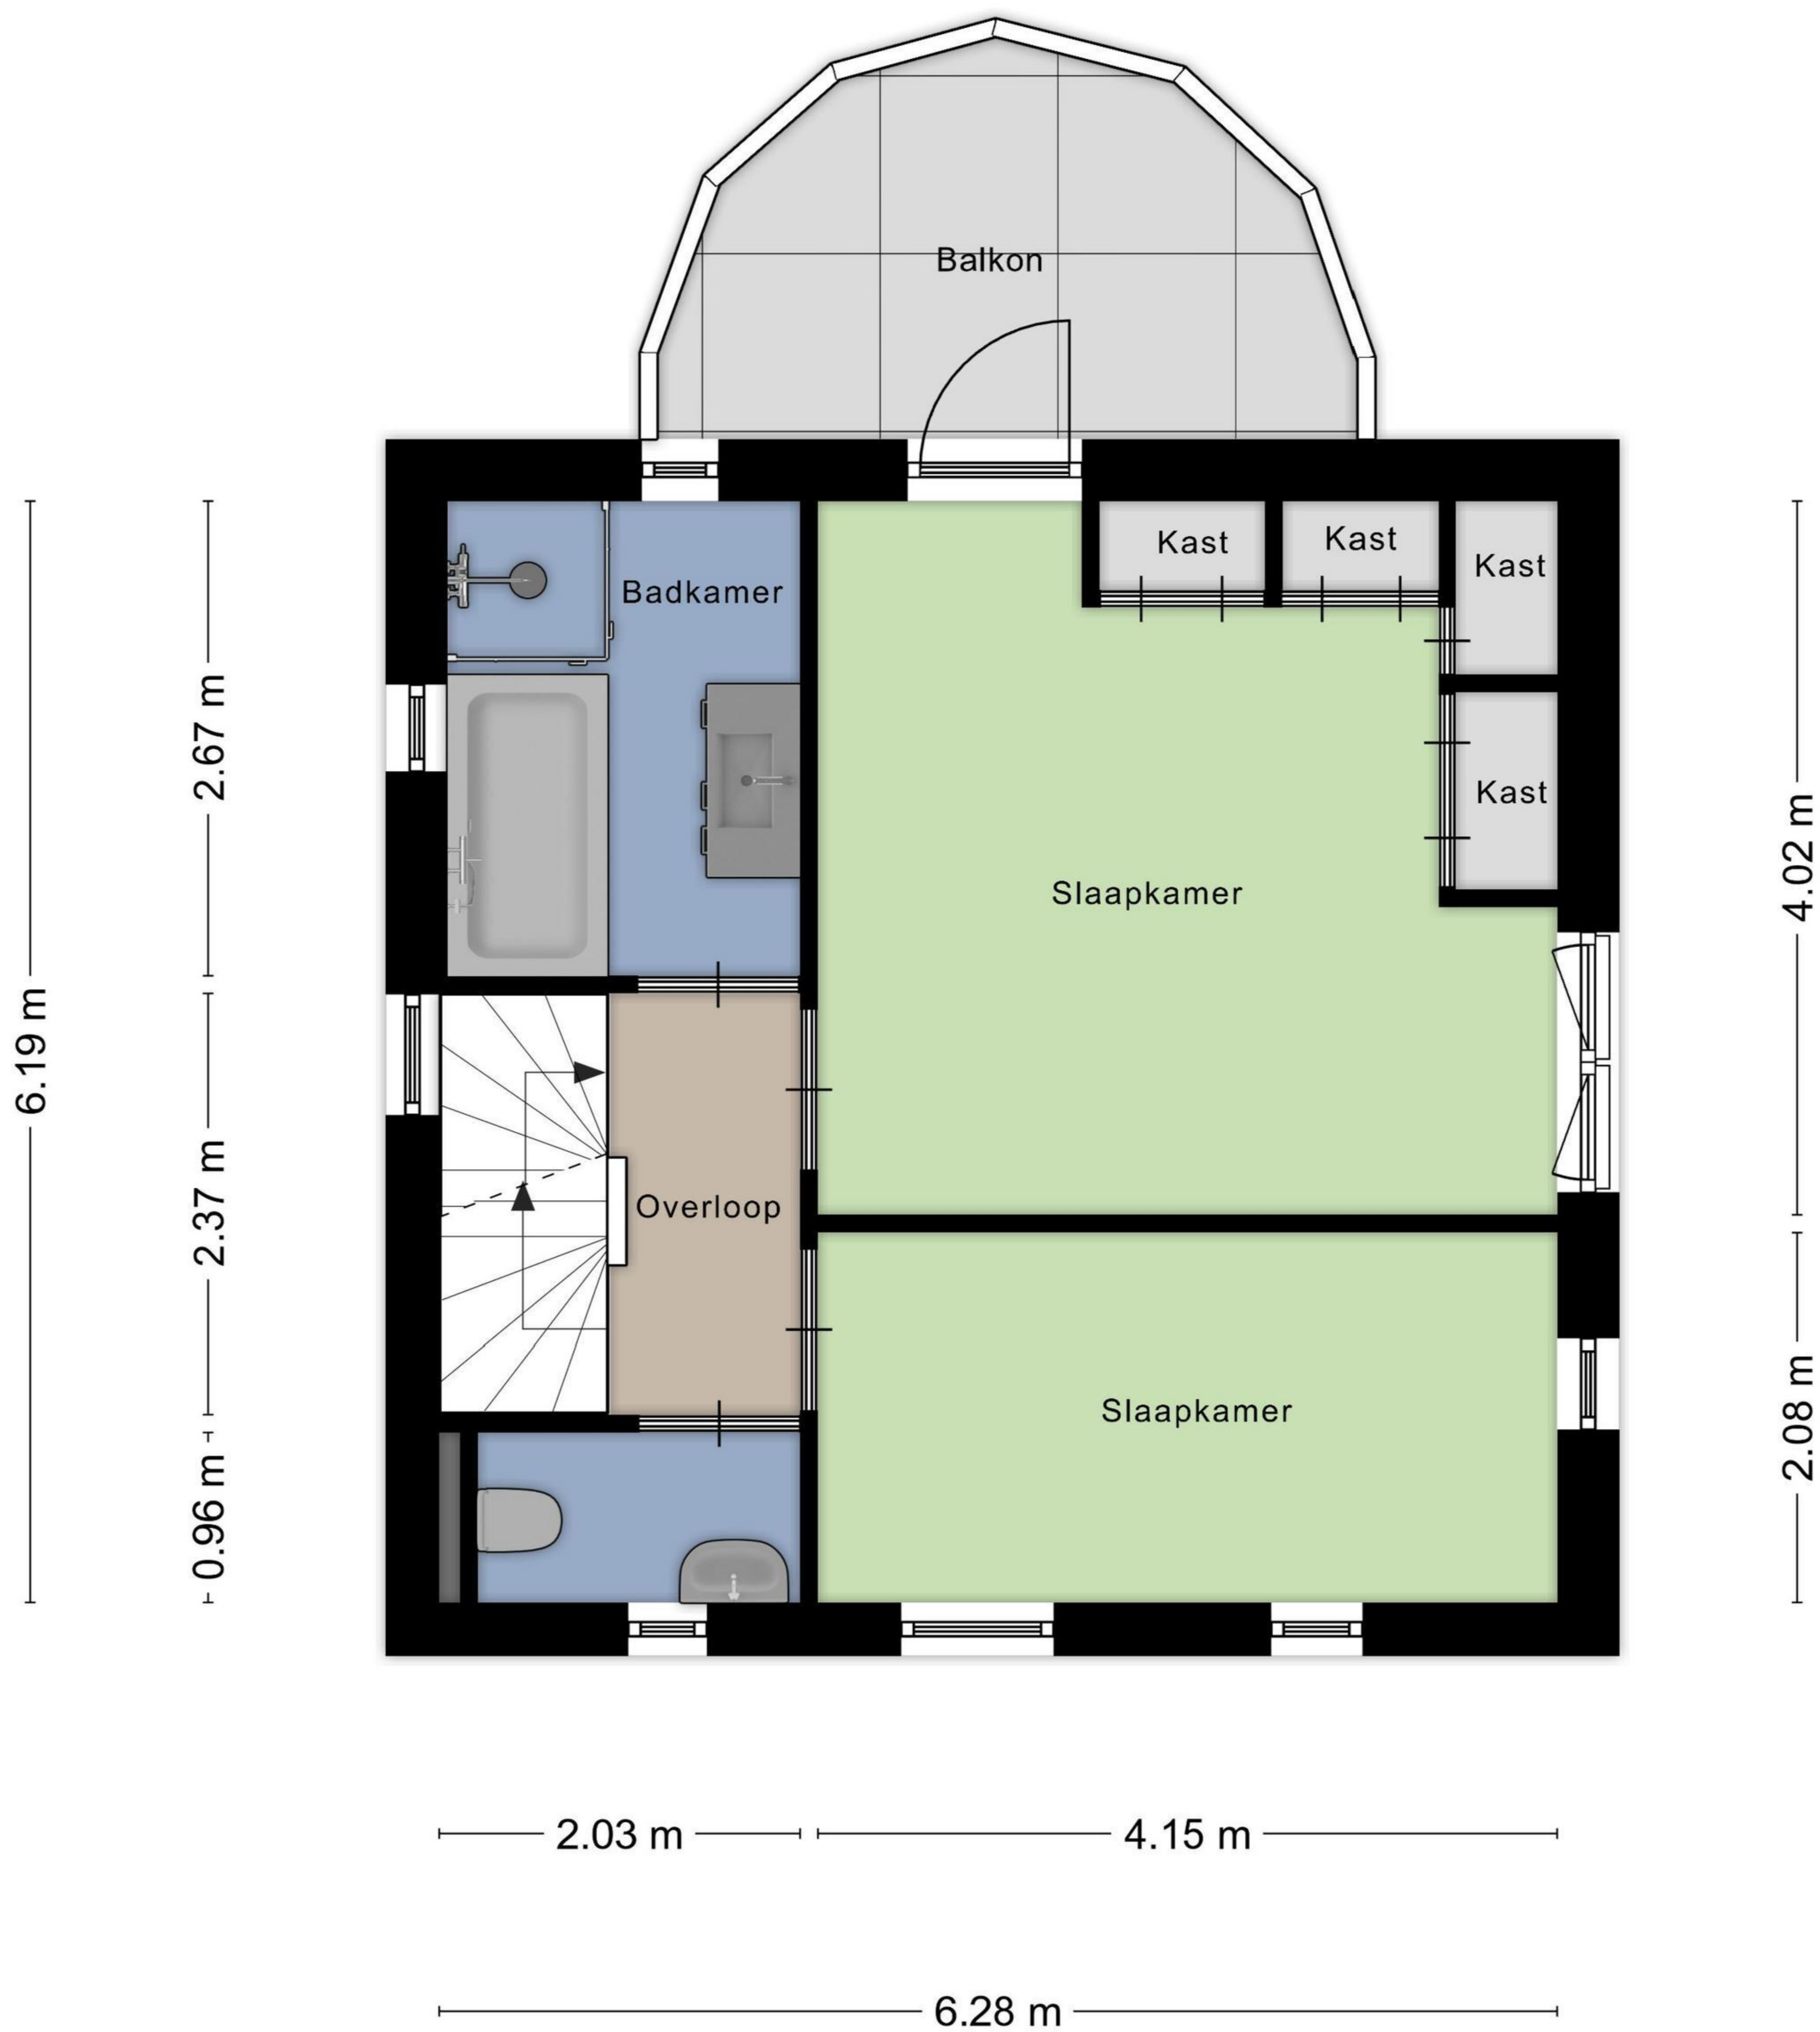 Balkon
Kast
Kast
Kast
Badkamer
Kast
Slaapkamer
Overloop
Slaapkamer
6.19 m
2.67 m
2.37 m
0.96 m
4.02 m
2.08 m
2.03 m
4.15 m
6.28 m